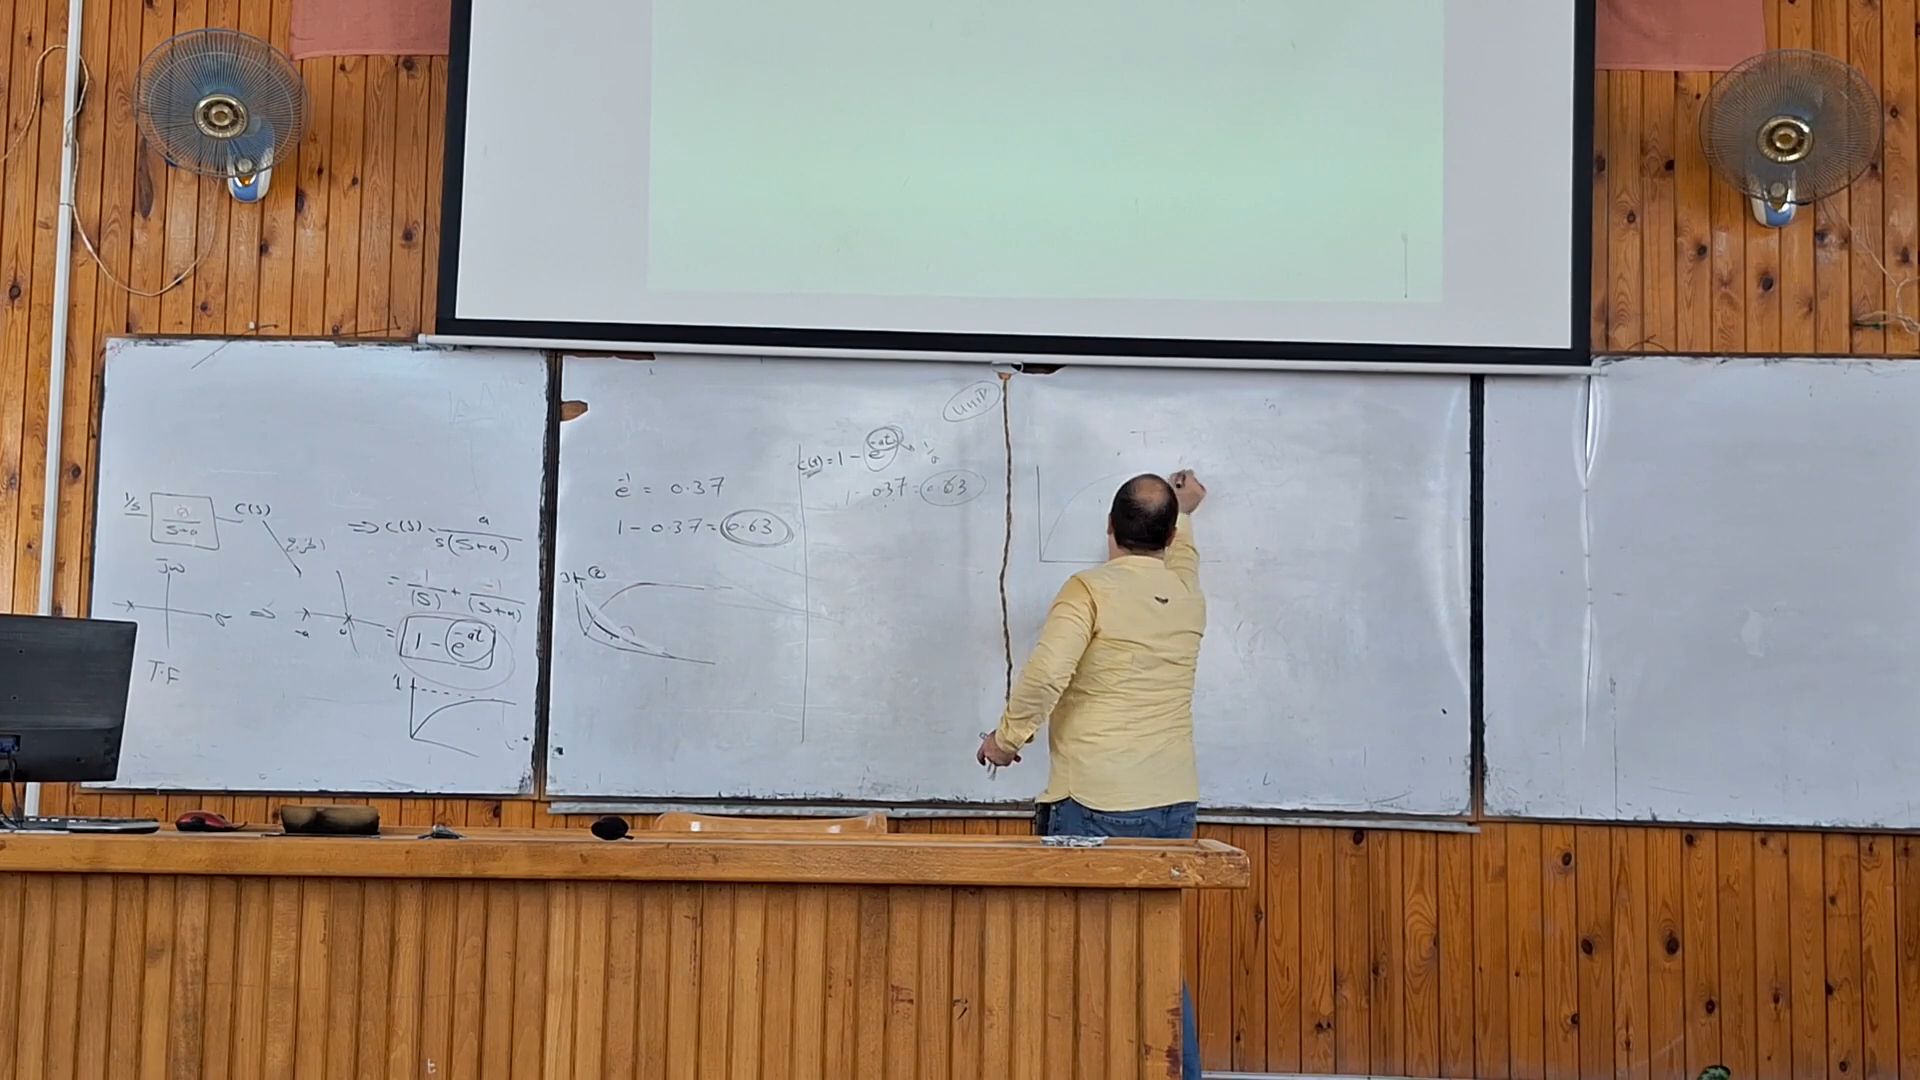 1/s
a
S+a
C(s)
⇒ C(s) = a / s(s+a)
= 1/(S) + -1/(S+a)
= 1 - e^-at
Jω
σ ⇒
-a
T.F
1
e^-1 = 0.37
1 - 0.37 = 0.63
unit
c(t) = 1 - e^-at
1/a
1 - 0.37 = 0.63
T